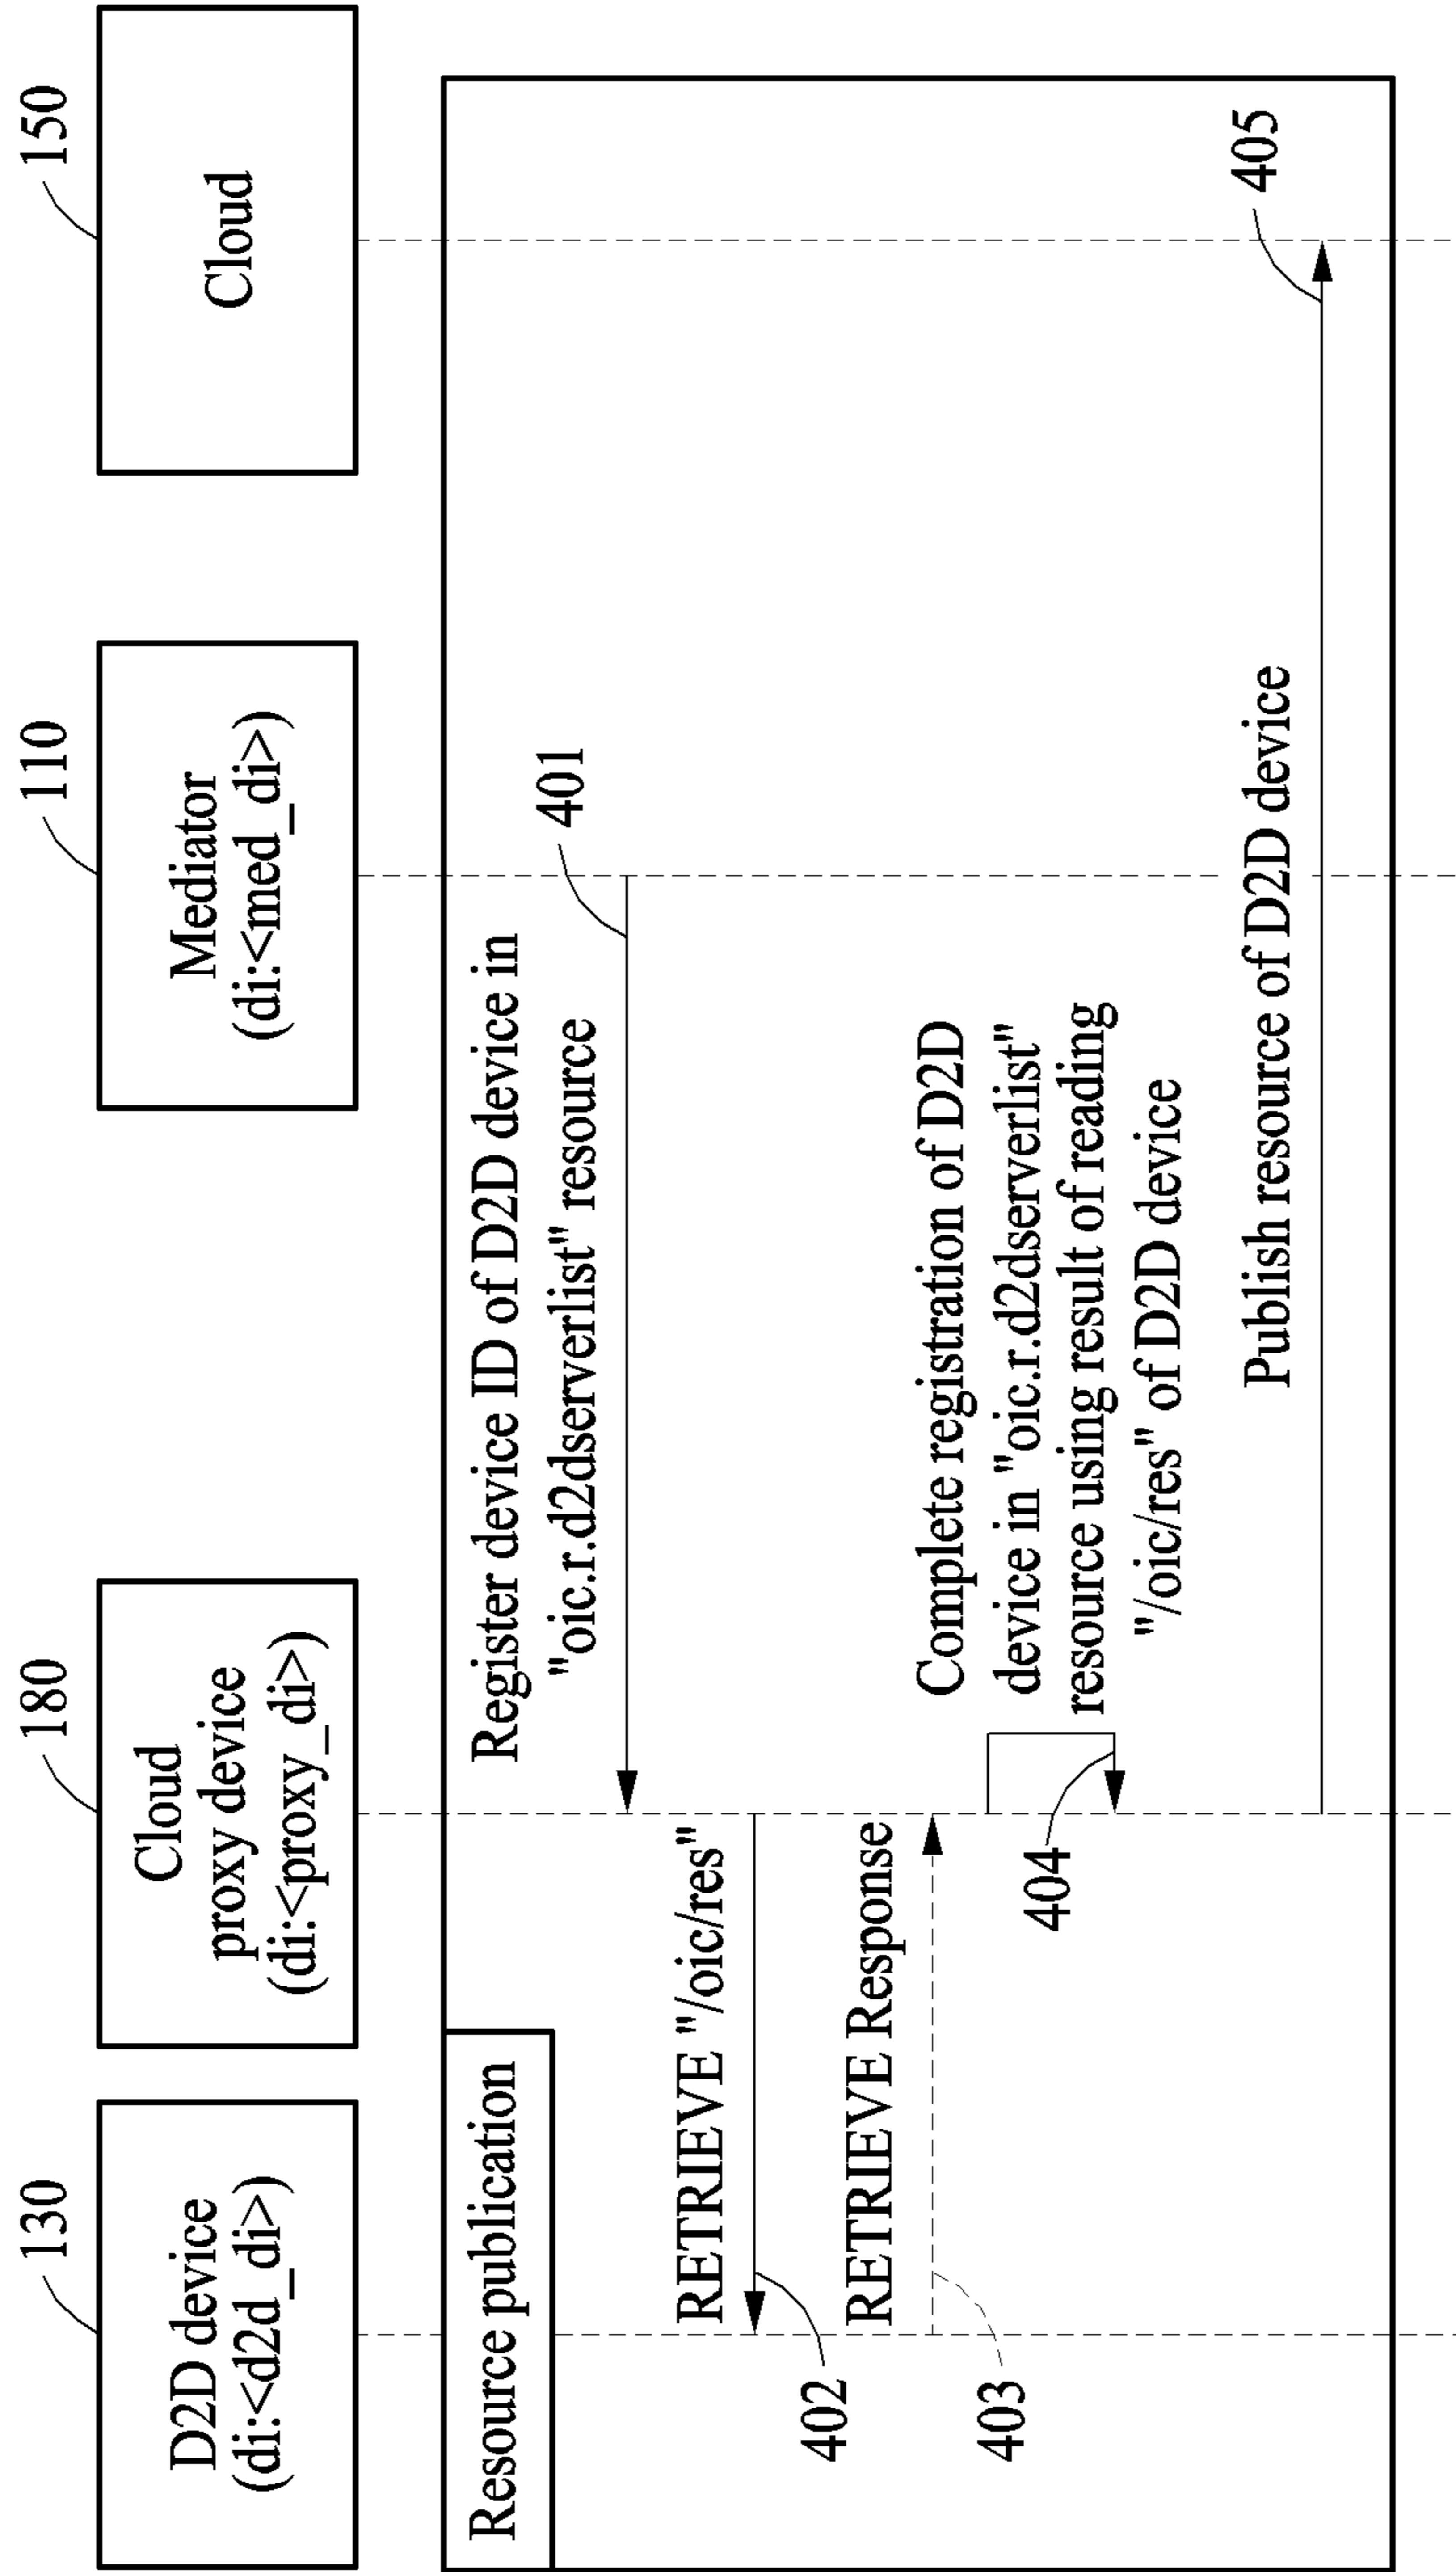 130
180
110
150
D2D device
(di:<d2d_di>)
Cloud
proxy device
(di:<proxy_di>)
Mediator
(di:<med_di>)
Cloud
Resource publication
Register device ID of D2D device in
"oic.r.d2dserverlist" resource
401
RETRIEVE "/oic/res"
402
RETRIEVE Response
403
Complete registration of D2D
device in "oic.r.d2dserverlist"
resource using result of reading
"/oic/res" of D2D device
404
Publish resource of D2D device
405